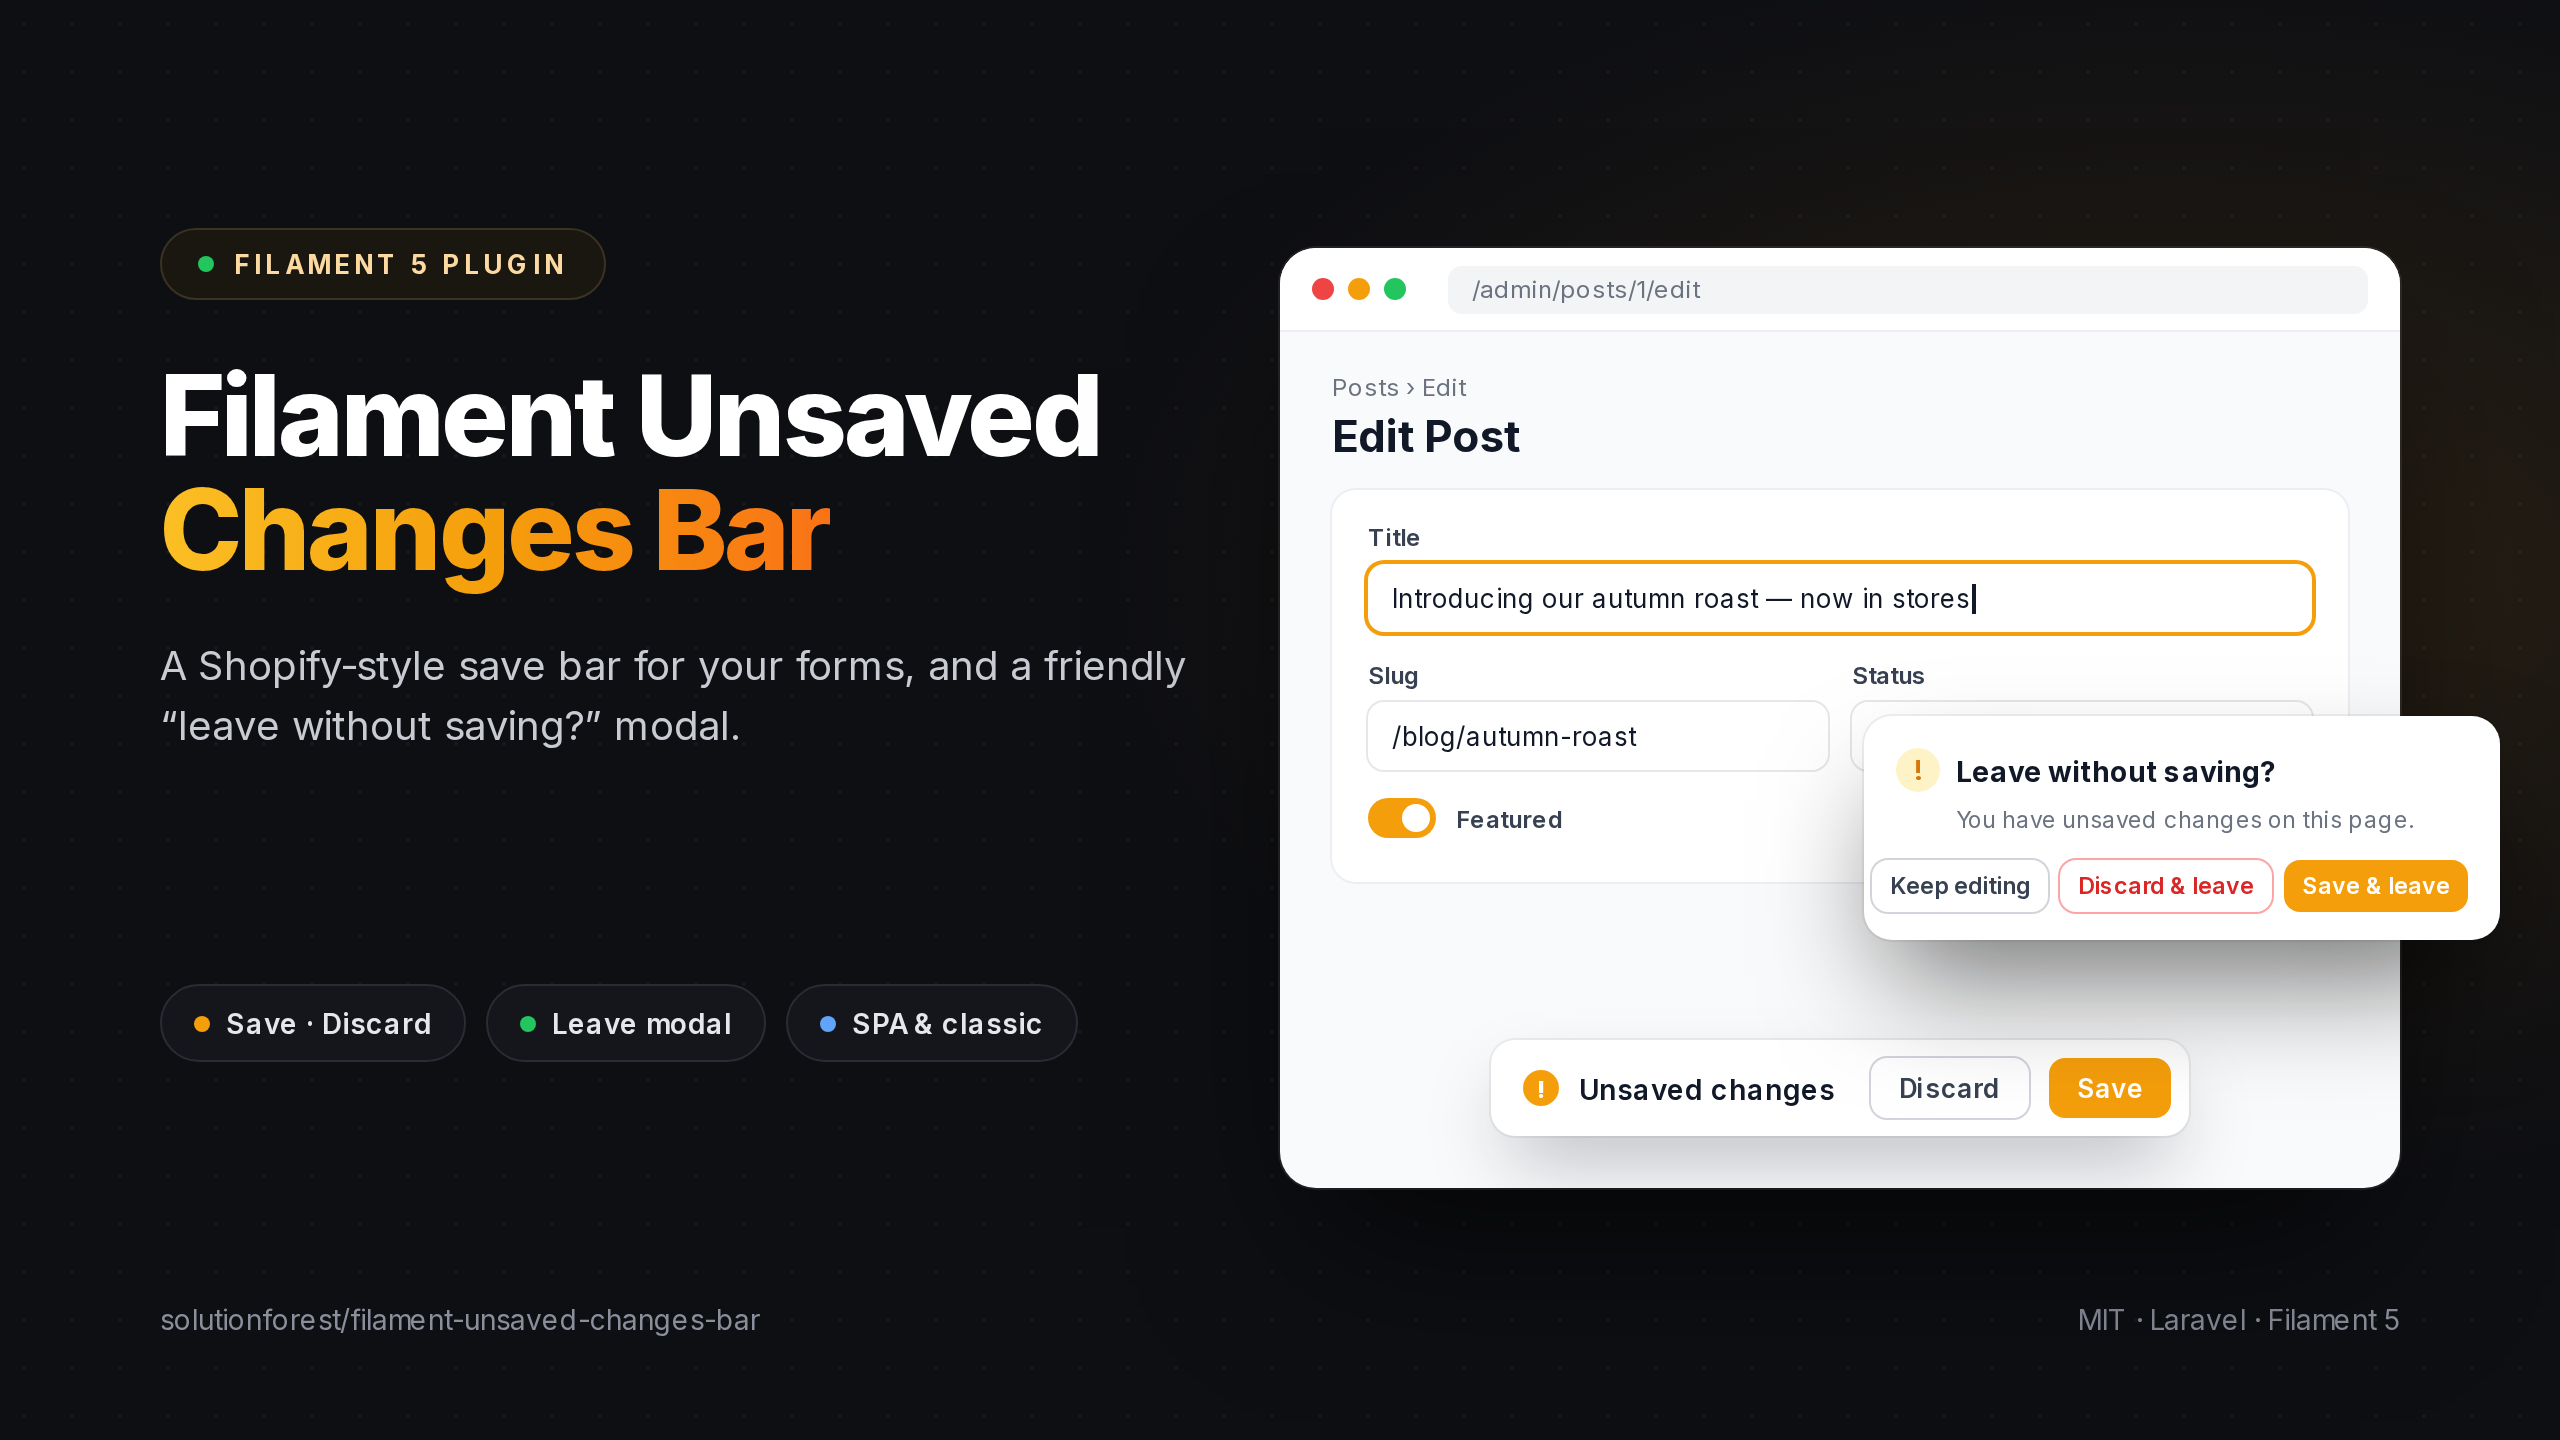 FILAMENT 5 PLUGIN
Filament Unsaved
Changes Bar
A Shopify-style save bar for your forms, and a friendly
“leave without saving?” modal.
Save · Discard
Leave modal
SPA & classic
solutionforest/filament-unsaved-changes-bar
/admin/posts/1/edit
Posts › Edit
Edit Post
Title
Introducing our autumn roast — now in stores
Slug
Status
/blog/autumn-roast
Featured
!
Leave without saving?
You have unsaved changes on this page.
Keep editing
Discard & leave
Save & leave
!
Unsaved changes
Discard
Save
MIT · Laravel · Filament 5